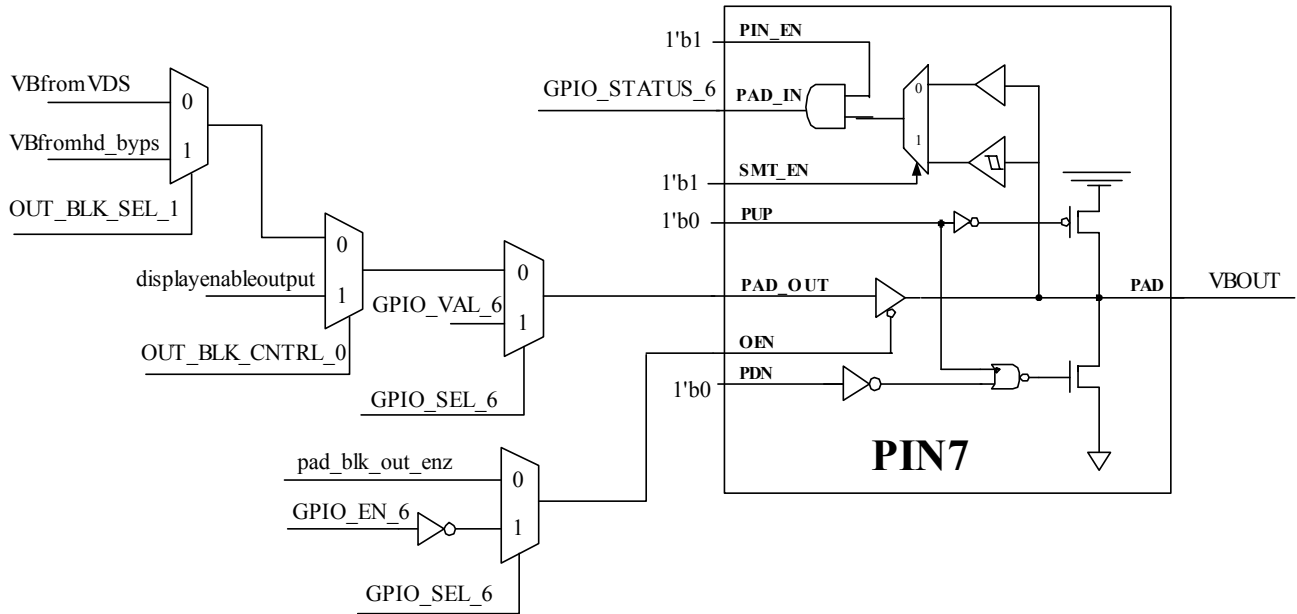 1'b1 PIN_EN
GPIO_STATUS_6 PAD_IN
0
1
1'b1 SMT_EN
1'b0 PUP
VBfromVDS
0
VBfromhd_byps
1
OUT_BLK_SEL_1
0
displayenableoutput
1
OUT_BLK_CNTRL_0
0
GPIO_VAL_6
1
GPIO_SEL_6
PAD_OUT
PAD VBOUT
OEN
1'b0 PDN
PIN7
pad_blk_out_enz
0
GPIO_EN_6
1
GPIO_SEL_6